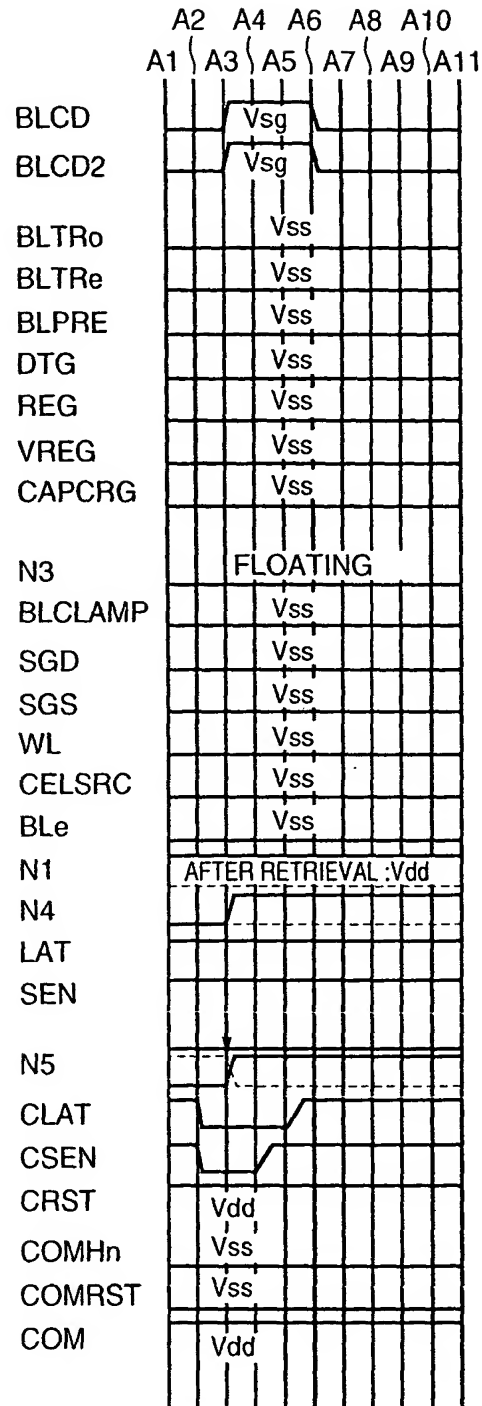 A2 A4 A6 A8 A10
A1 A3 A5 A7 A9 A11
BLCD Vsg
BLCD2 Vsg
BLTRo Vss
BLTRe Vss
BLPRE Vss
DTG Vss
REG Vss
VREG Vss
CAPCRG Vss
N3 FLOATING
BLCLAMP Vss
SGD Vss
SGS Vss
WL Vss
CELSRC Vss
BLe Vss
N1 AFTER RETRIEVAL :Vdd
N4
LAT
SEN
N5
CLAT
CSEN
CRST Vdd
COMHn Vss
COMRST Vss
COM Vdd